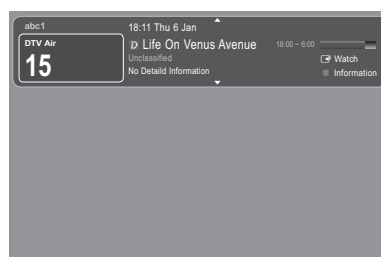 abc1
DTV Air
15
18:11 Thu 6 Jan
D Life On Venus Avenue
18:00 ~ 6:00
Unclassified
Watch
No Detaild Information
Information